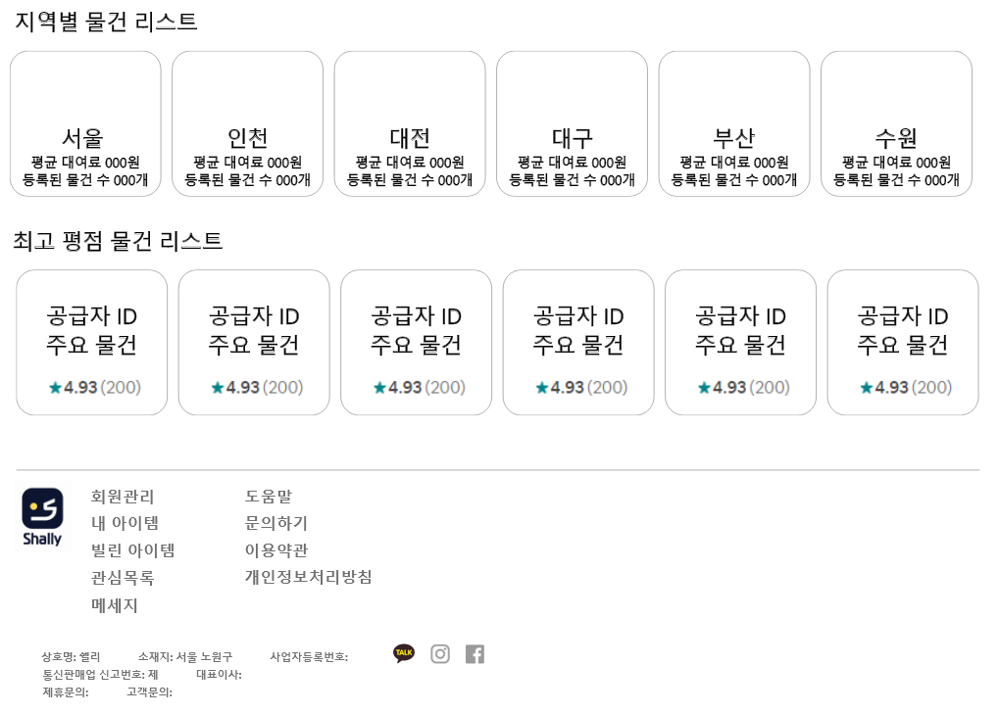 지역별 물건 리스트
서울 인천 대전 대구 부산 수원
평균 대여료 000원 평균 대여료 000원 평균 대여료 000원 평균 대여료 000원 평균 대여료 000원 평균 대여료 000원
등록된 물건 수 000개 등록된 물건 수 000개 등록된 물건 수 000개 등록된 물건 수 000개 등록된 물건 수 000개 등록된 물건 수 000개
최고 평점 물건 리스트
공급자 ID 공급자 ID 공급자 ID 공급자 ID 공급자 ID 공급자 ID
주요 물건 주요 물건 주요 물건 주요 물건 주요 물건 주요 물건
★4.93(200) ★4.93(200) ★4.93(200) ★4.93(200) ★4.93(200) ★4.93(200)
Shally
회원관리 도움말
내 아이템 문의하기
빌린 아이템 이용약관
관심목록 개인정보처리방침
메세지
상호명: 쉘리 소재지: 서울 노원구 사업자등록번호: TALK
통신판매업 신고번호: 제 대표이사:
제휴문의: 고객문의: